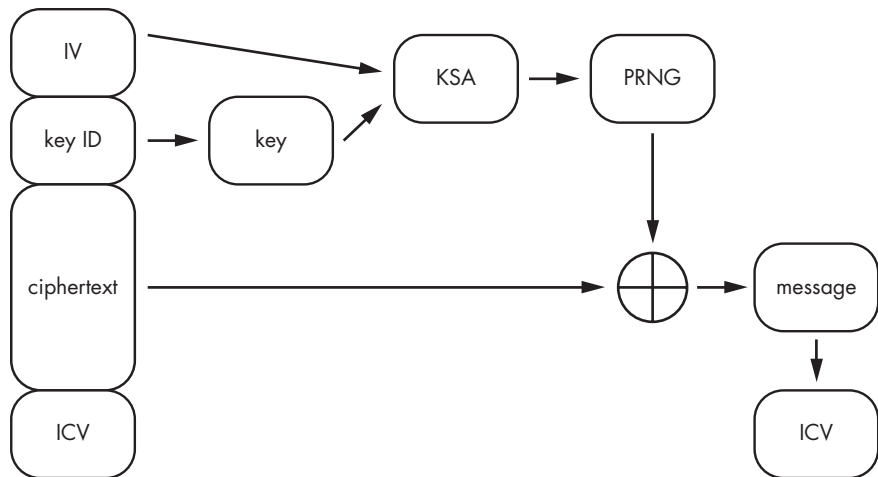 IV
KSA
PRNG
key ID
key
ciphertext
message
ICV
ICV